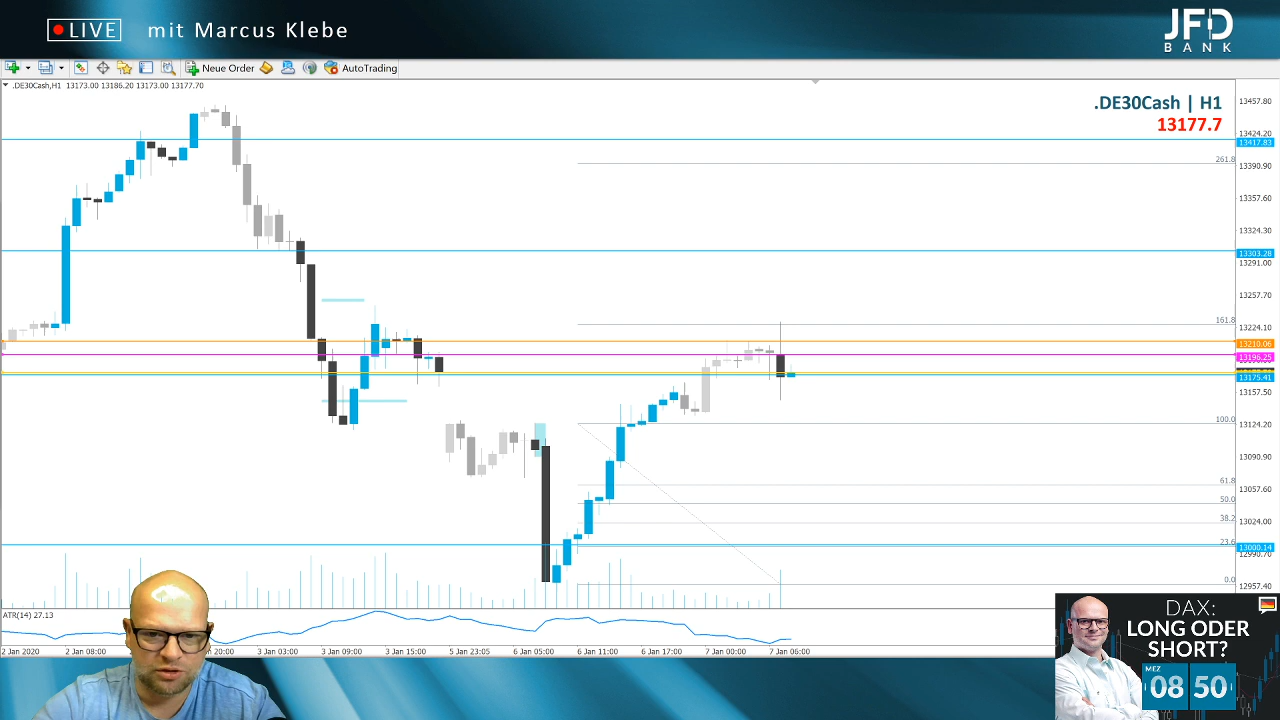 LIVE mit Marcus Klebe
JFD
BANK
New Order AutoTrading
.DE30Cash,H1 13173.00 13186.20 13173.00 13177.70
.DE30Cash | H1
13177.7
13457.80
13424.20
13417.83
261.8
13390.90
13357.60
13324.30
13303.28
13291.00
13257.70
161.8
13224.10
13210.06
13196.25
13175.41
13157.50
100.0
13124.20
13090.90
61.8
13057.60
50.0
38.2
13024.00
23.6
13000.14
12990.70
0.0
12957.40
ATR(14) 27.13
2 Jan 2020 2 Jan 08:00 20:00 3 Jan 03:00 3 Jan 09:00 3 Jan 15:00 5 Jan 23:05 6 Jan 05:00 6 Jan 11:00 6 Jan 17:00 7 Jan 00:00 7 Jan 06:00
DAX:
LONG ODER
SHORT?
MEZ
08 50